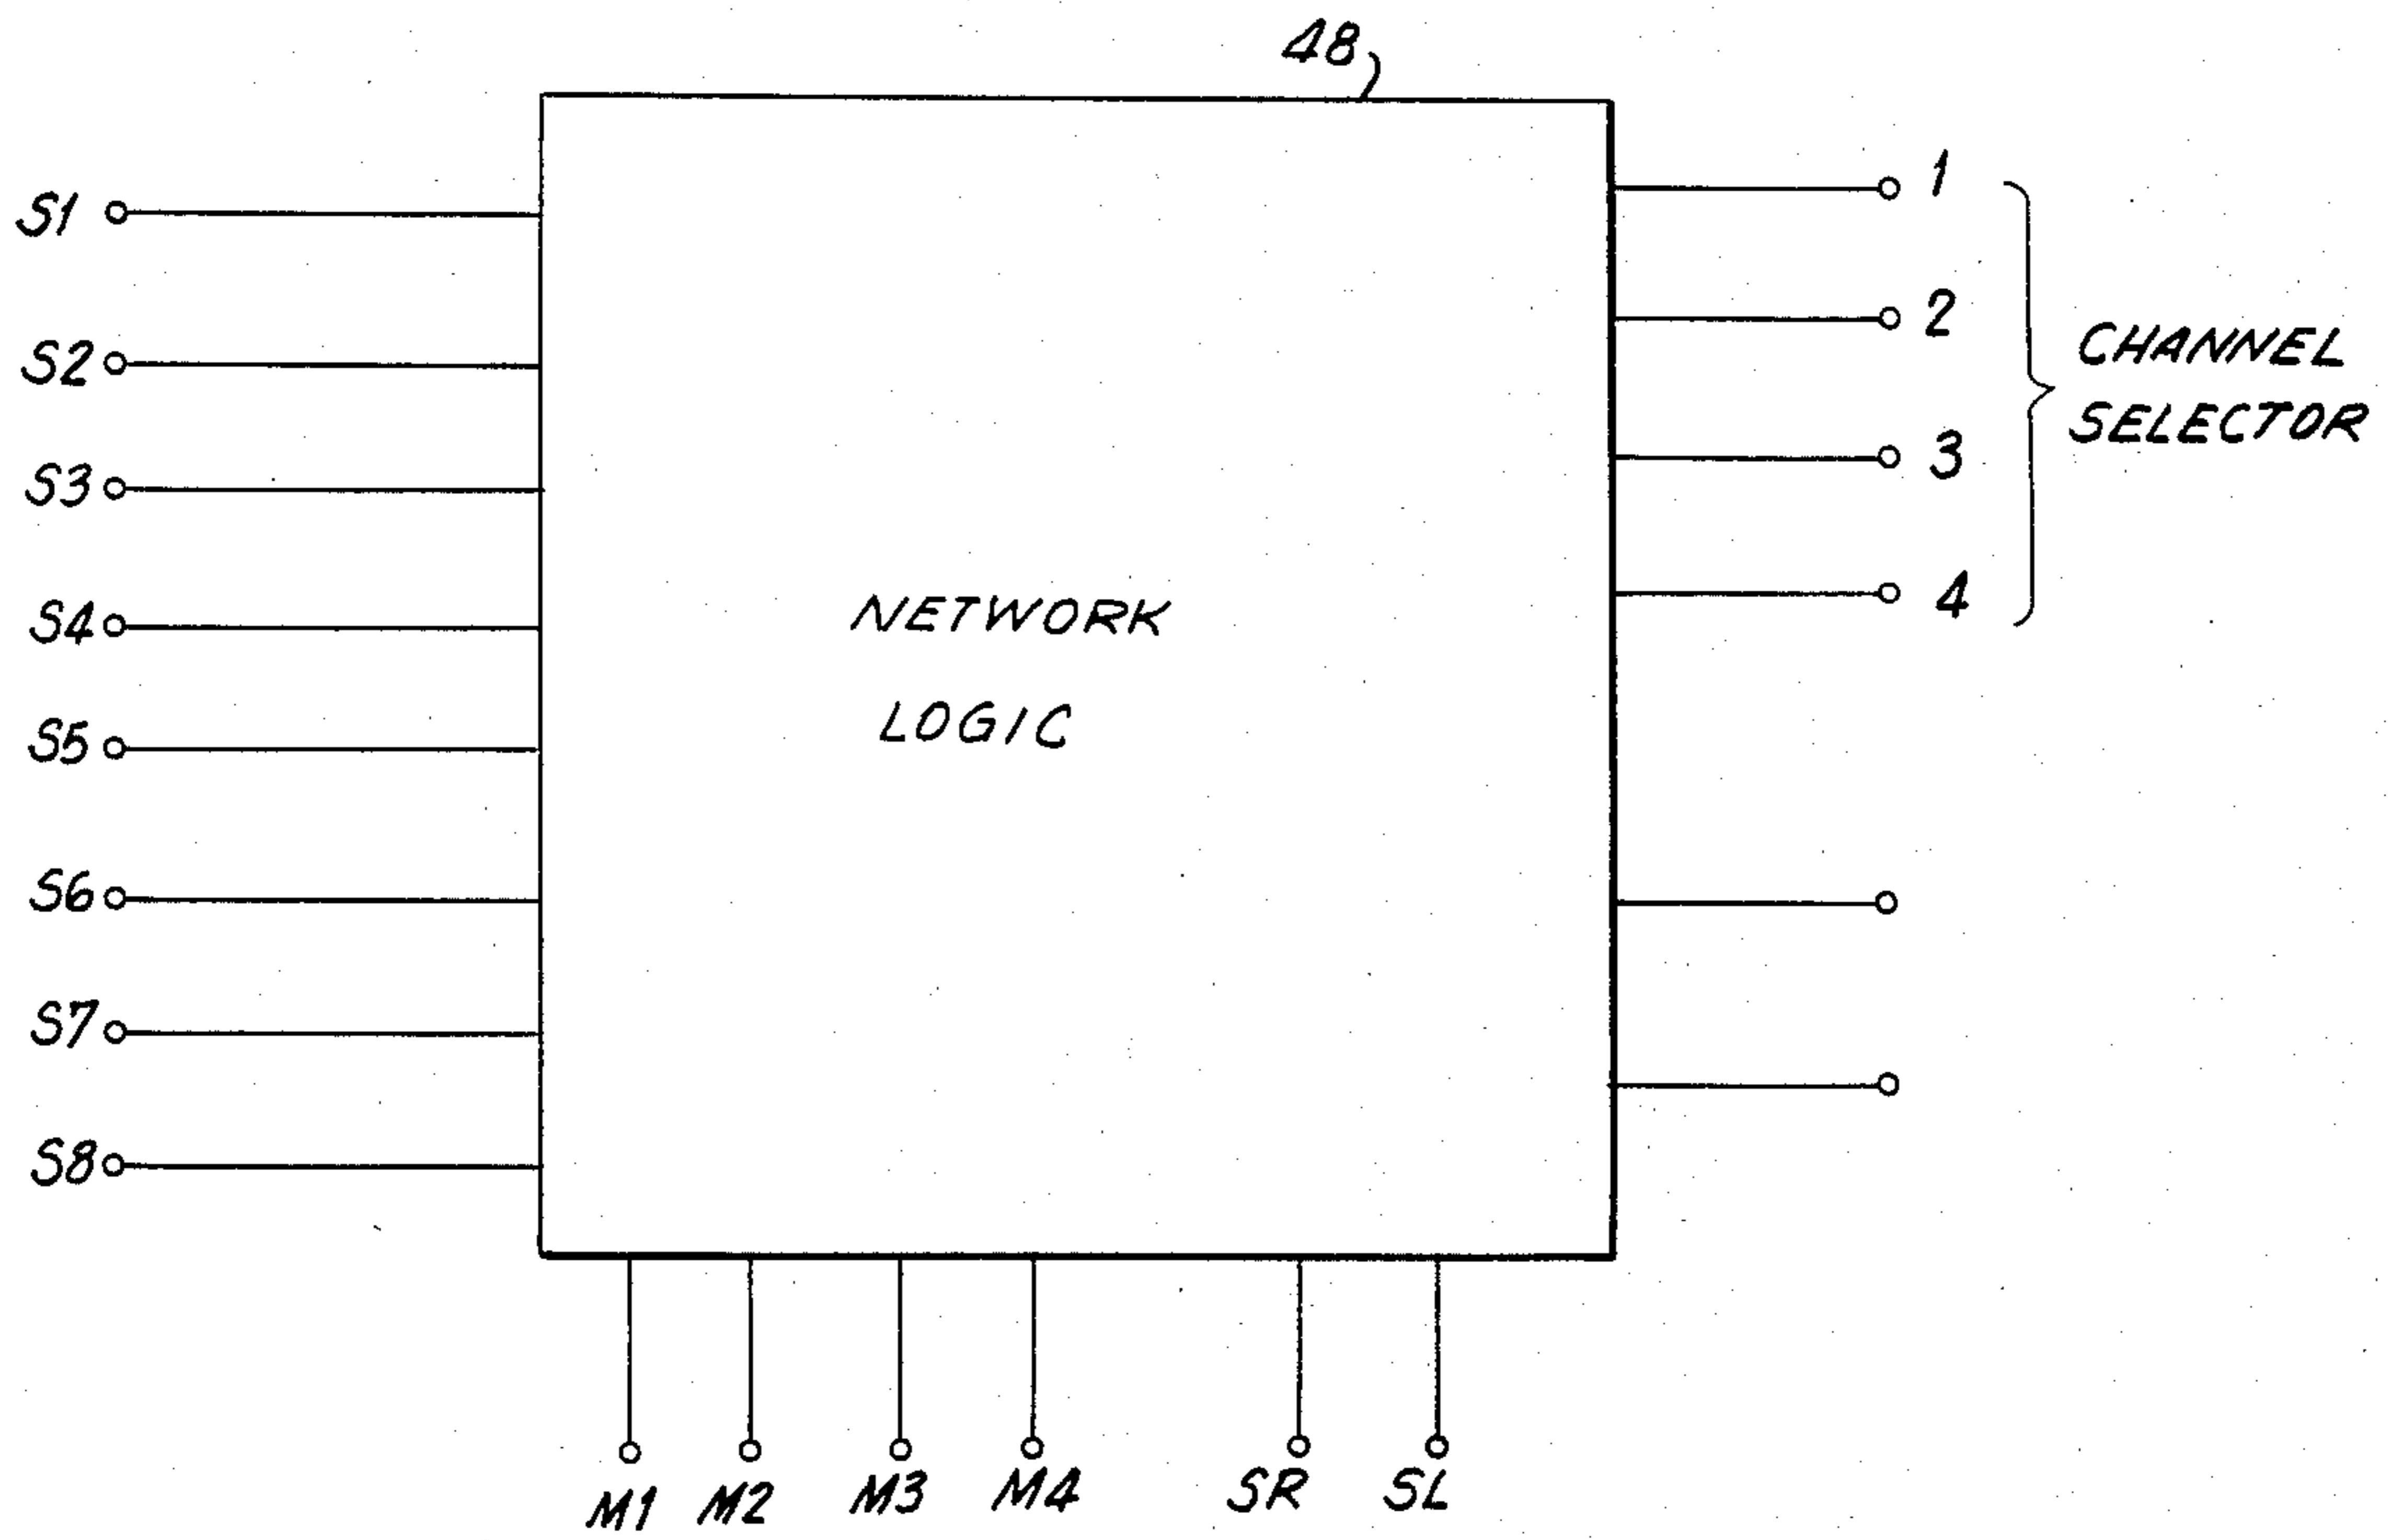 48
S1
S2
S3
S4
S5
S6
S7
S8
NETWORK
LOGIC
1
2
3
4
CHANNEL
SELECTOR
M1 M2 M3 M4 SR SL